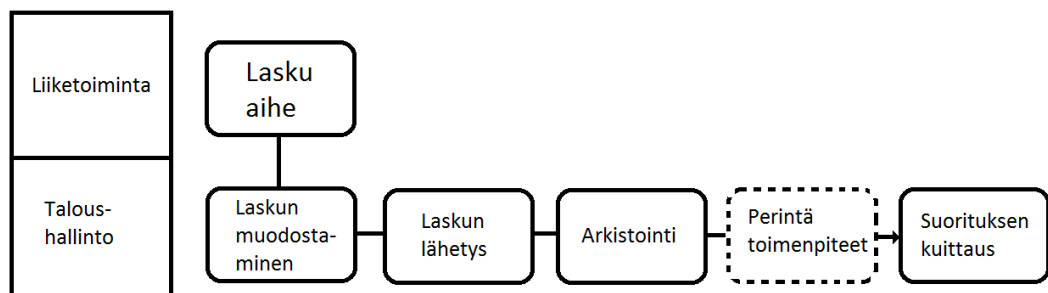 Liiketoiminta
Lasku
aihe
Talous-
hallinto
Laskun
muodosta-
minen
Laskun
lähetys
Arkistointi
Perintä
toimenpiteet
Suorituksen
kuittaus